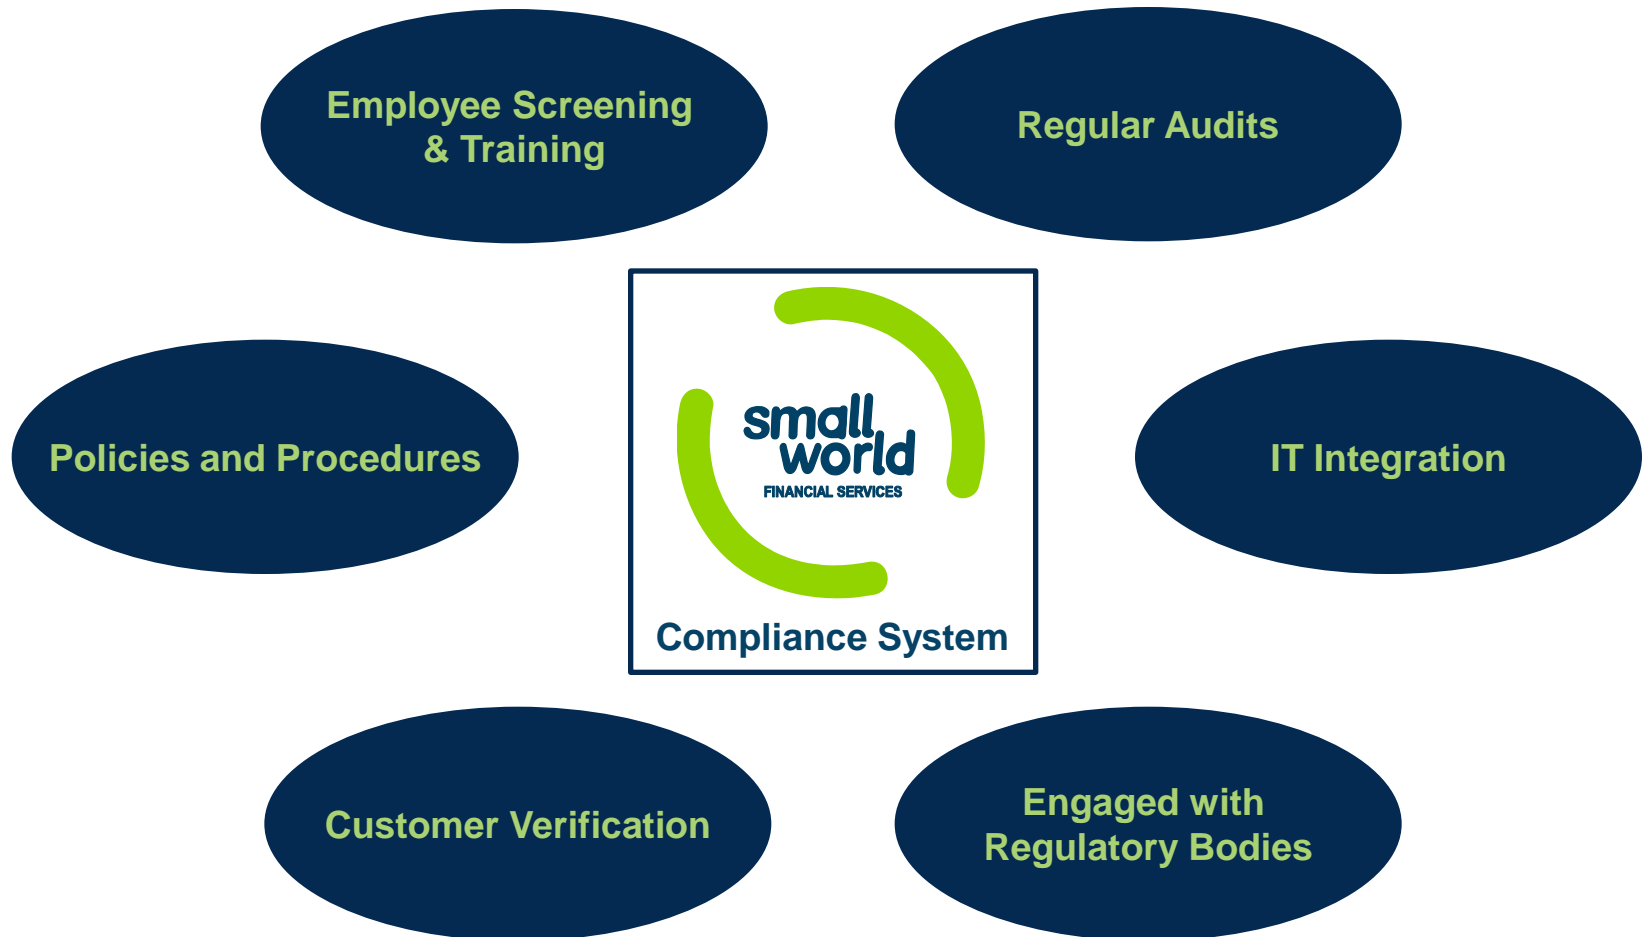 Employee Screening
& Training
Regular Audits
small
world
FINANCIAL SERVICES
Compliance System
Policies and Procedures
IT Integration
Customer Verification
Engaged with
Regulatory Bodies